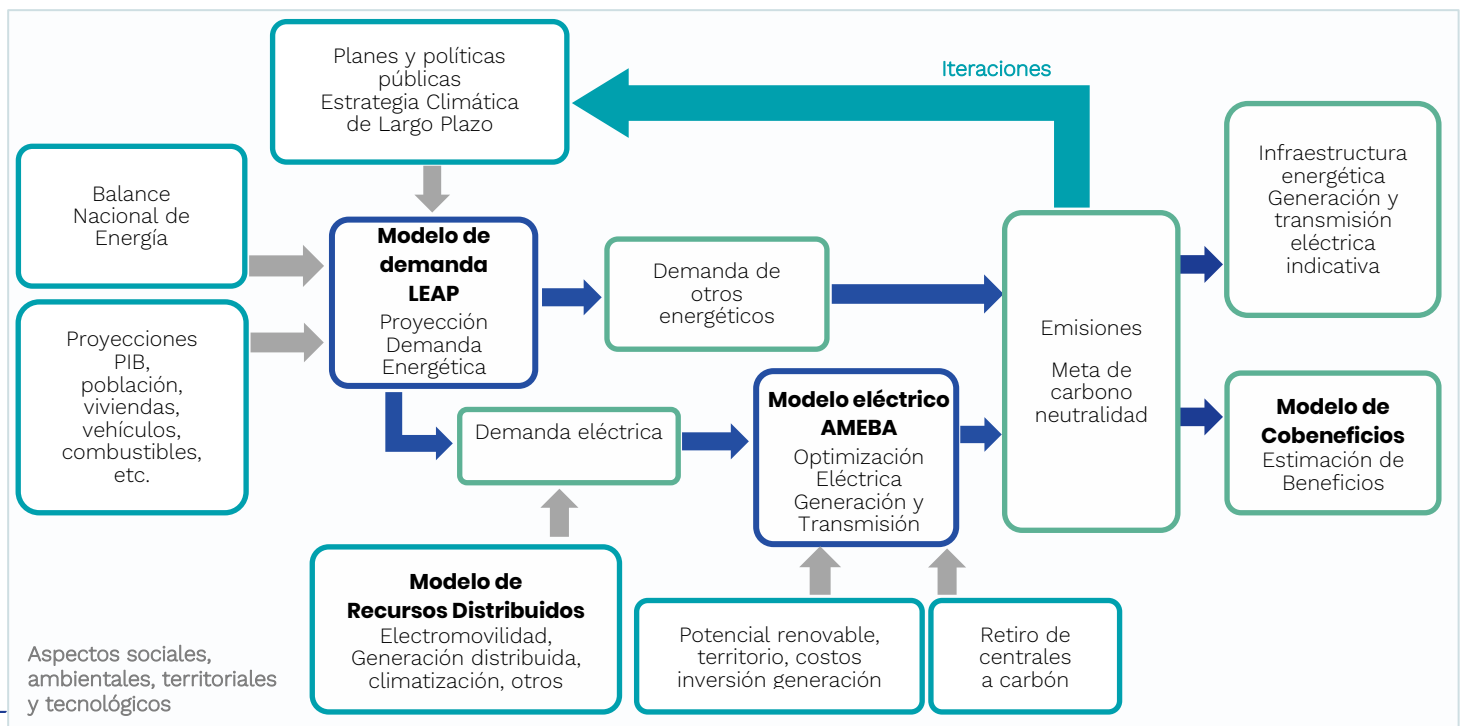 Planes y políticas
públicas
Estrategia Climática
de Largo Plazo
Iteraciones
Balance
Nacional de
Energía
Proyecciones
PIB,
población,
viviendas,
vehículos,
combustibles,
etc.
Modelo de
demanda
LEAP
Proyección
Demanda
Energética
Demanda de
otros
energéticos
Demanda eléctrica
Modelo eléctrico
AMEBA
Optimización
Eléctrica
Generación y
Transmisión
Emisiones
Meta de
carbono
neutralidad
Infraestructura
energética
Generación y
transmisión
eléctrica
indicativa
Modelo de
Cobeneficios
Estimación de
Beneficios
Modelo de
Recursos Distribuidos
Electromovilidad,
Generación distribuida,
climatización, otros
Potencial renovable,
territorio, costos
inversión generación
Retiro de
centrales
a carbón
Aspectos sociales,
ambientales, territoriales
y tecnológicos